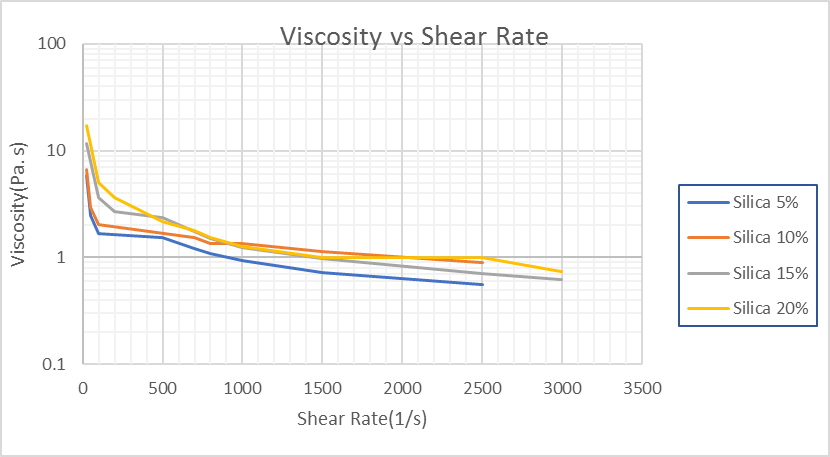 Viscosity vs Shear Rate
100
10
1
0.1
Viscosity(Pa. s)
0 500 1000 1500 2000 2500 3000 3500
Shear Rate(1/s)
Silica 5%
Silica 10%
Silica 15%
Silica 20%